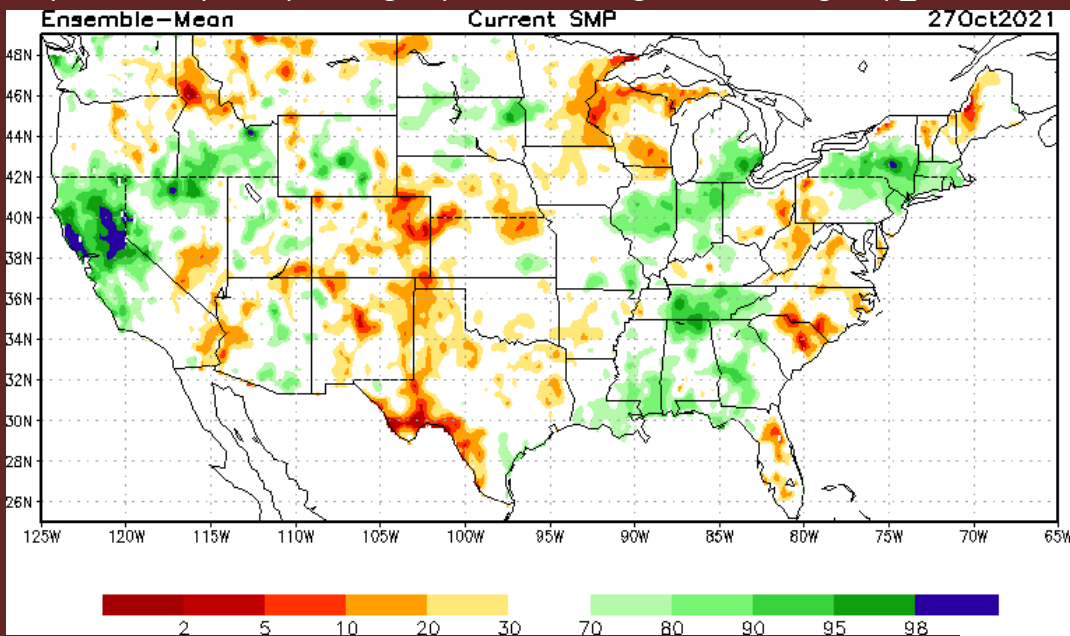 Ensemble-Mean Current SMP 27Oct2021
48N
46N
44N
42N
40N
38N
36N
34N
32N
30N
28N
26N
125W 120W 115W 110W 105W 100W 95W 90W 85W 80W 75W 70W 65W
2 5 10 20 30 70 80 90 95 98